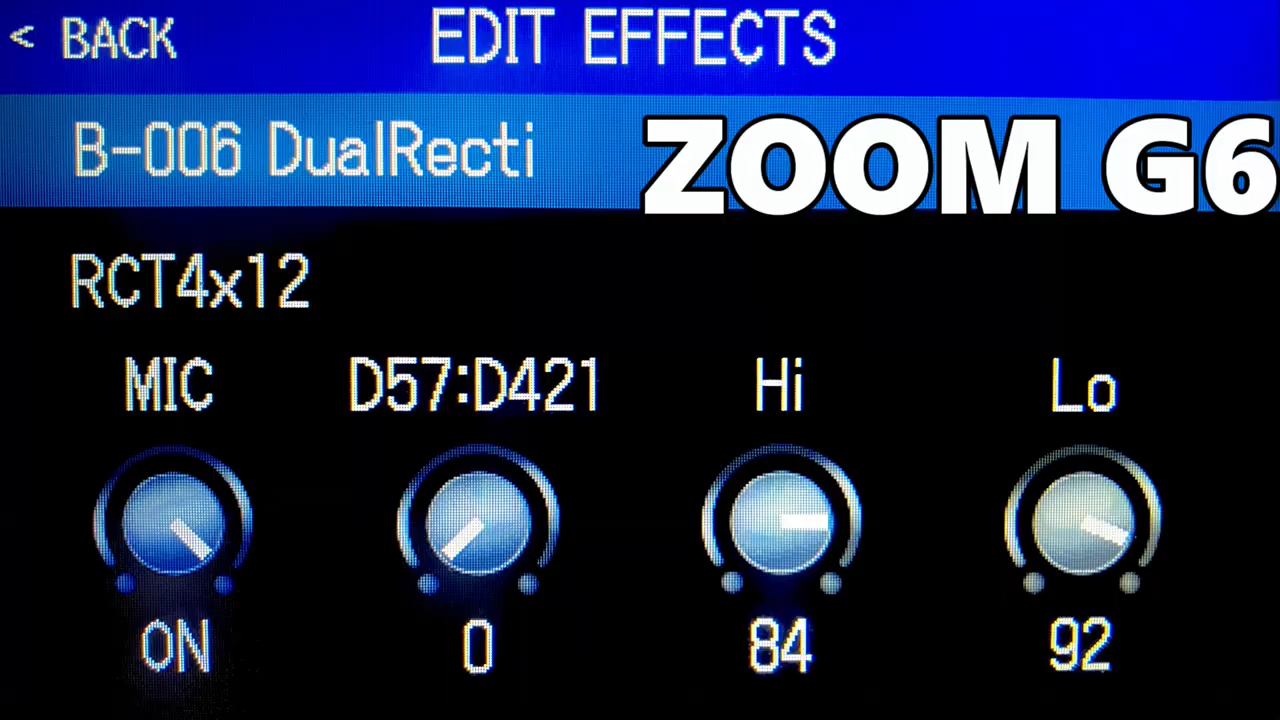 < BACK EDIT EFFECTS
B-006 DualRecti ZOOM G6
RCT4x12
MIC D57:D421 Hi Lo
ON 0 84 92